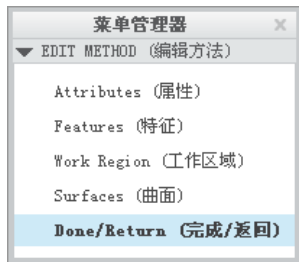 菜单管理器
EDIT METHOD (编辑方法)
Attributes (属性)
Features (特征)
Work Region (工作区域)
Surfaces (曲面)
Done/Return (完成/返回)